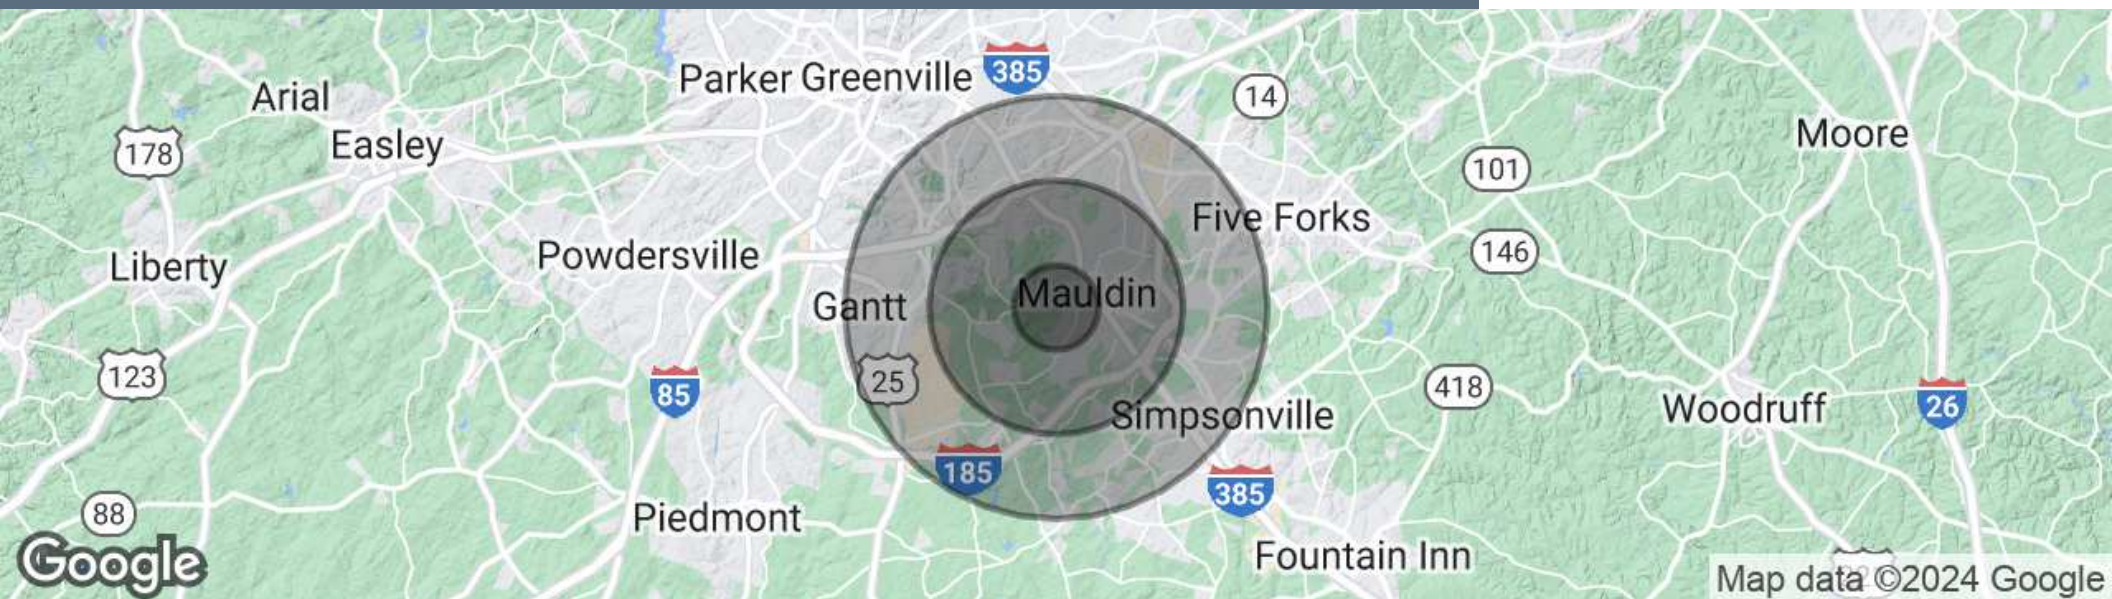 Parker Greenville
385
14
Arial
Moore
Easley
178
101
Five Forks
146
Powdersville
Liberty
Mauldin
Gantt
123
25
85
418
Woodruff
26
Simpsonville
185
385
88
Piedmont
Fountain Inn
Google
Map data ©2024 Google